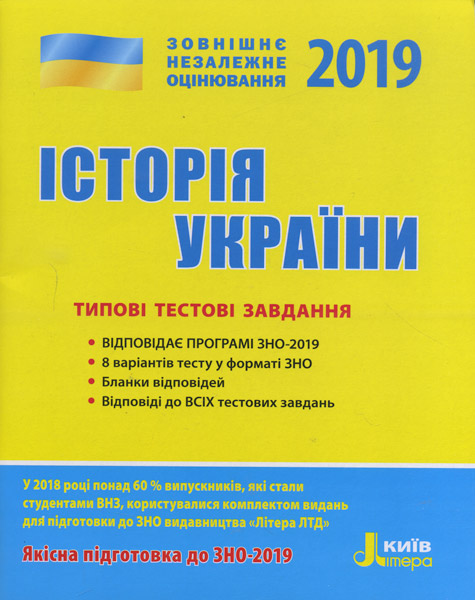 ЗОВНІШНЄ
НЕЗАЛЕЖНЕ
ОЦІНЮВАННЯ
2019
ІСТОРІЯ
УКРАЇНИ
ТИПОВІ ТЕСТОВІ ЗАВДАННЯ
• ВІДПОВІДАЄ ПРОГРАМІ ЗНО-2019
• 8 варіантів тесту у форматі ЗНО
• Бланки відповідей
• Відповіді до ВСІХ тестових завдань
У 2018 році понад 60 % випускників, які стали
студентами ВНЗ, користувалися комплектом видань
для підготовки до ЗНО видавництва «Літера ЛТД»
Якісна підготовка до ЗНО-2019
КИЇВ
Літера